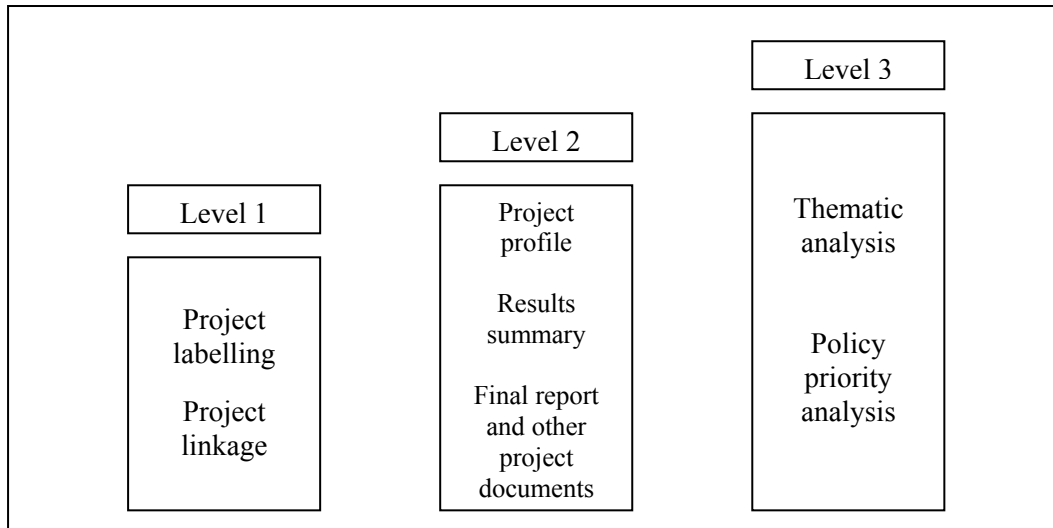 Level 1
Project
labelling
Project
linkage
Level 2
Project
profile
Results
summary
Final report
and other
project
documents
Level 3
Thematic
analysis
Policy
priority
analysis